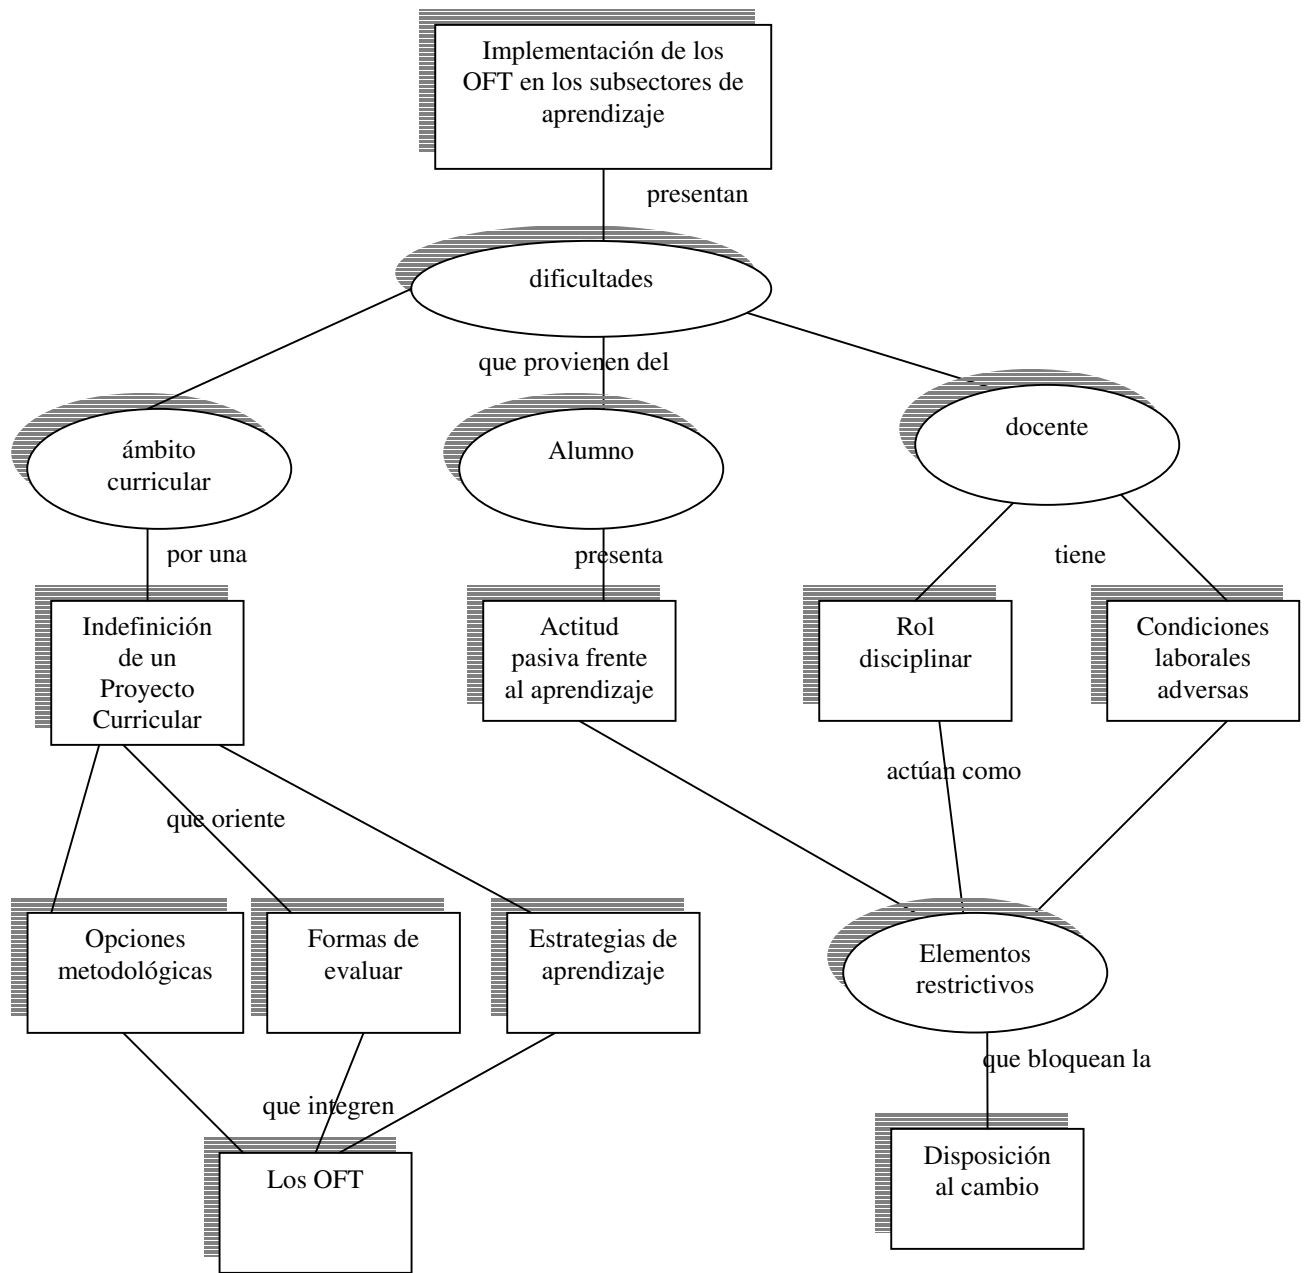 Implementación de los
OFT en los subsectores de
aprendizaje
presentan
dificultades
que provienen del
ámbito
curricular
Alumno
docente
por una
presenta
tiene
Indefinición
de un
Proyecto
Curricular
Actitud
pasiva frente
al aprendizaje
Rol
disciplinar
Condiciones
laborales
adversas
actúan como
que oriente
Opciones
metodológicas
Formas de
evaluar
Estrategias de
aprendizaje
Elementos
restrictivos
que bloquean la
que integren
Los OFT
Disposición
al cambio